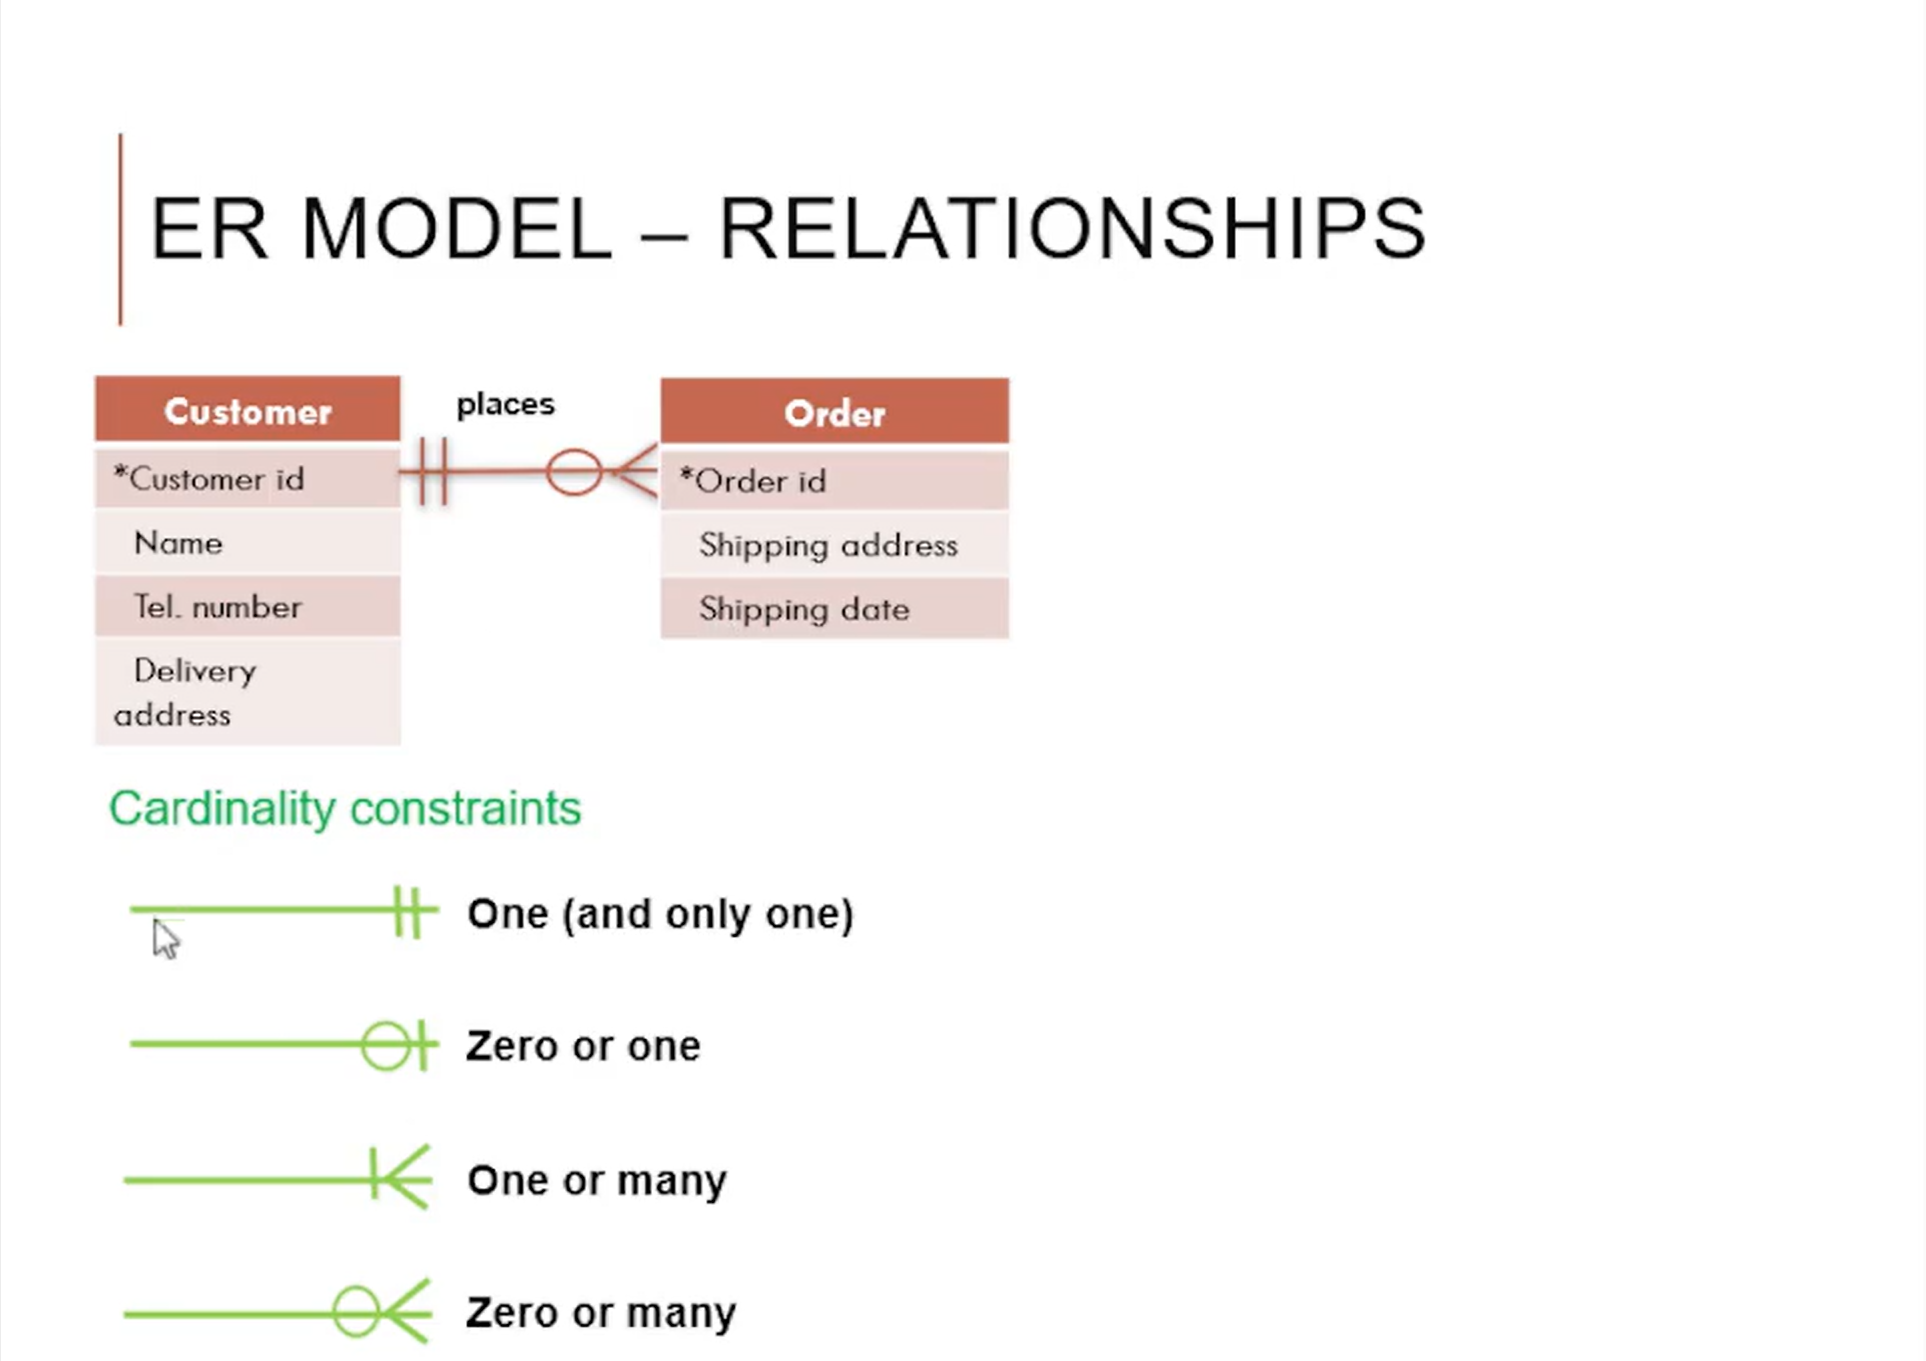 ER MODEL – RELATIONSHIPS
Customer
*Customer id
Name
Tel. number
Delivery
address
places
Order
*Order id
Shipping address
Shipping date
Cardinality constraints
One (and only one)
Zero or one
One or many
Zero or many